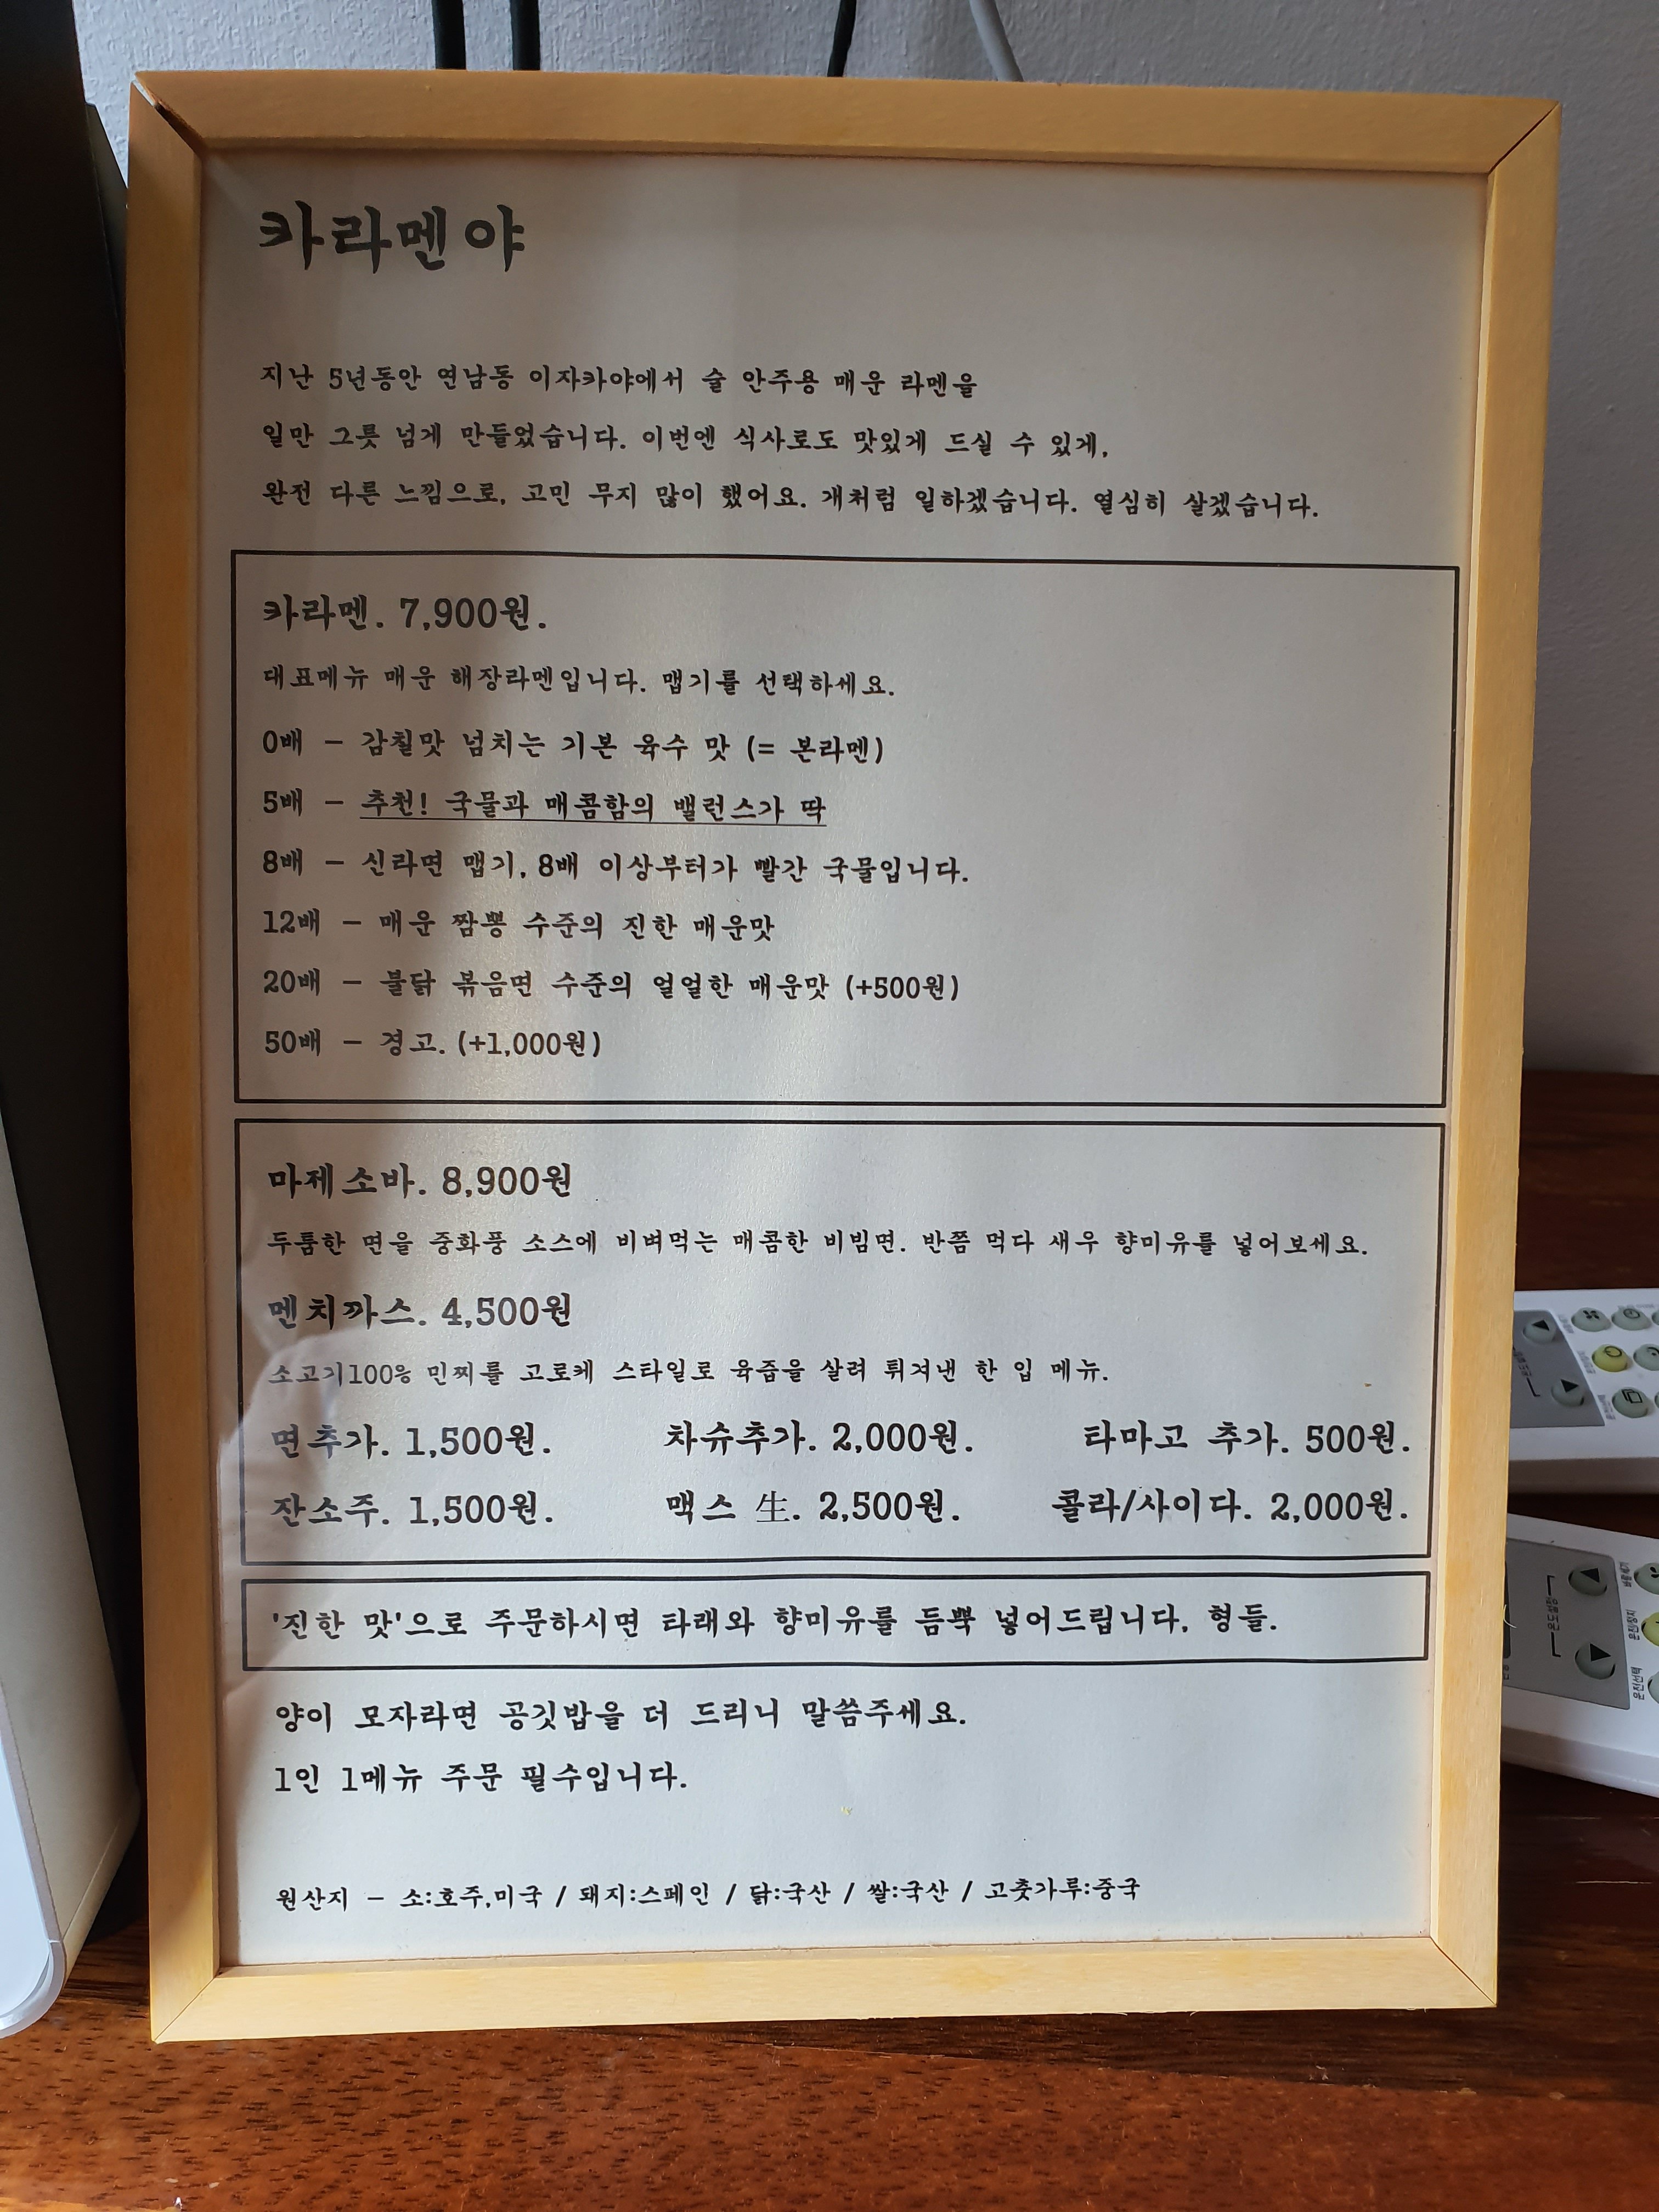 카라멘야
지난 5년동안 연남동 이자카야에서 술 안주용 매운 라멘을
일만 그릇 넘게 만들었습니다. 이번엔 식사로도 맛있게 드실 수 있게,
완전 다른 느낌으로, 고민 무지 많이 했어요. 개처럼 일하겠습니다. 열심히 살겠습니다.
카라멘. 7,900원.
대표메뉴 매운 해장라멘입니다. 맵기를 선택하세요.
0배 – 감칠맛 넘치는 기본 육수 맛 (= 본라멘)
5배 – 추천! 국물과 매콤함의 밸런스가 딱
8배 – 신라면 맵기, 8배 이상부터가 빨간 국물입니다.
12배 – 매운 짬뽕 수준의 진한 매운맛
20배 – 불닭 볶음면 수준의 얼얼한 매운맛 (+500원)
50배 – 경고. (+1,000원)
마제소바. 8,900원
두툼한 면을 중화풍 소스에 비벼먹는 매콤한 비빔면. 반쯤 먹다 새우 향미유를 넣어보세요.
멘치까스. 4,500원
소고기100% 민찌를 고로케 스타일로 육즙을 살려 튀겨낸 한 입 메뉴.
면추가. 1,500원. 차슈추가. 2,000원. 타마고 추가. 500원.
잔소주. 1,500원. 맥스 生. 2,500원. 콜라/사이다. 2,000원.
'진한 맛'으로 주문하시면 타래와 향미유를 듬뿍 넣어드립니다, 형들.
양이 모자라면 공깃밥을 더 드리니 말씀주세요.
1인 1메뉴 주문 필수입니다.
원산지 – 소:호주,미국 / 돼지:스페인 / 닭:국산 / 쌀:국산 / 고춧가루:중국
온도설정
운전/정지
운전선택